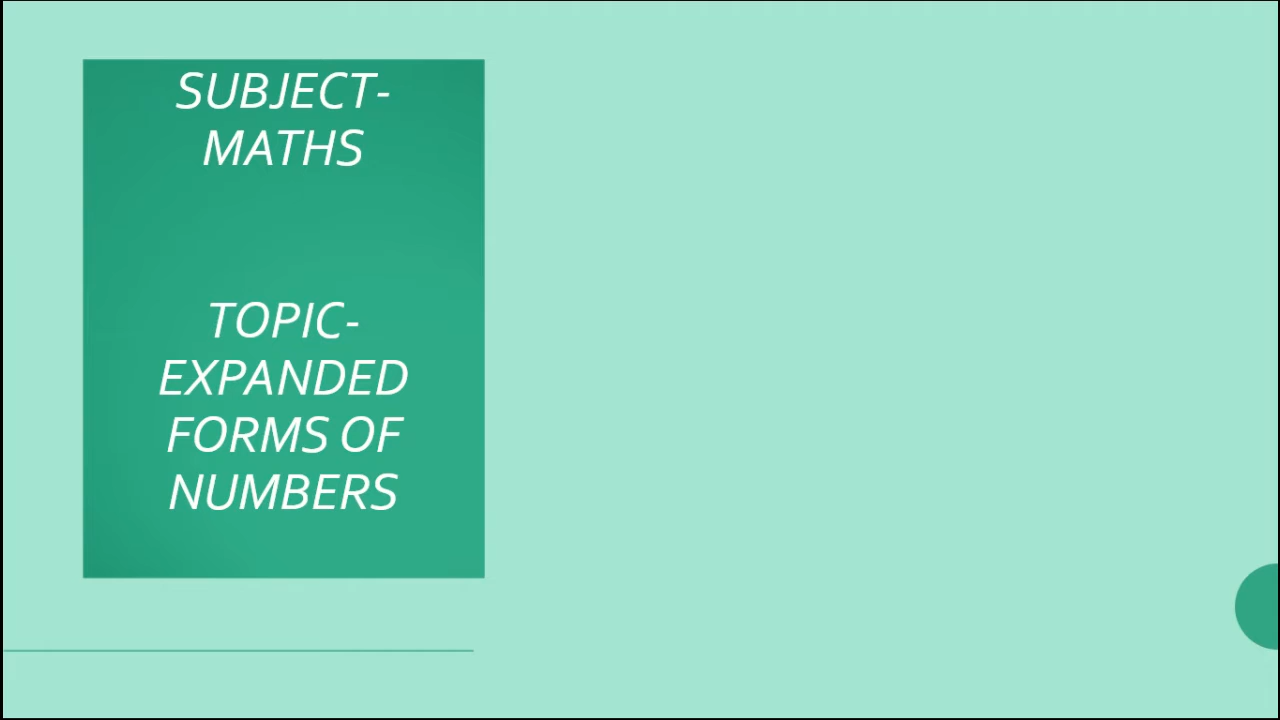 SUBJECT-
MATHS
TOPIC-
EXPANDED
FORMS OF
NUMBERS